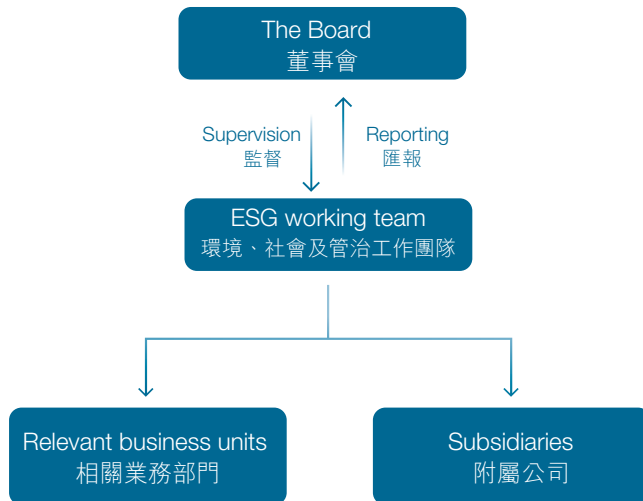 The Board
董事會
Supervision
監督
Reporting
匯報
ESG working team
環境、社會及管治工作團隊
Relevant business units
相關業務部門
Subsidiaries
附屬公司